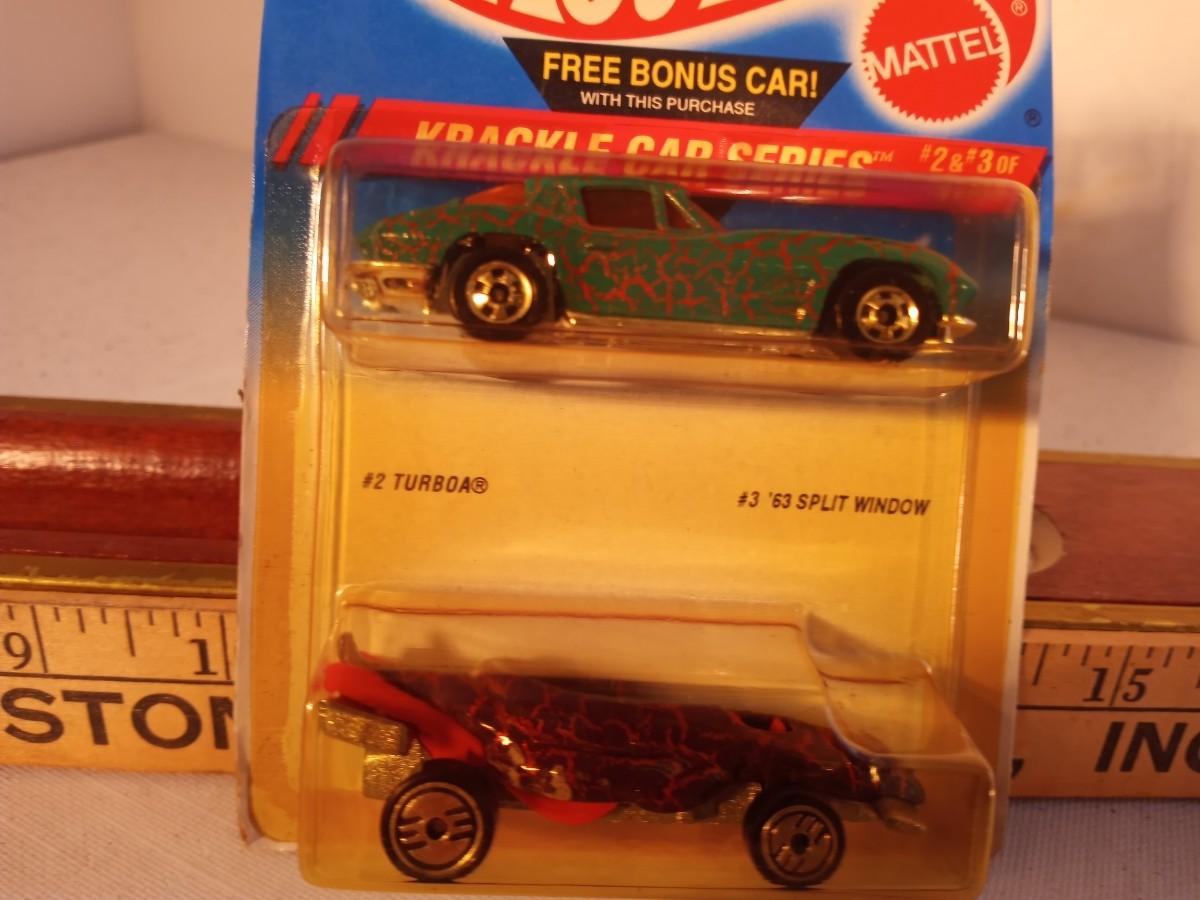 MATTEL®
®
FREE BONUS CAR!
WITH THIS PURCHASE
KRACKLE CAR SERIES™ #2 & #3 OF
#2 TURBOA®
#3 '63 SPLIT WINDOW
9 1
15
STON
, INC